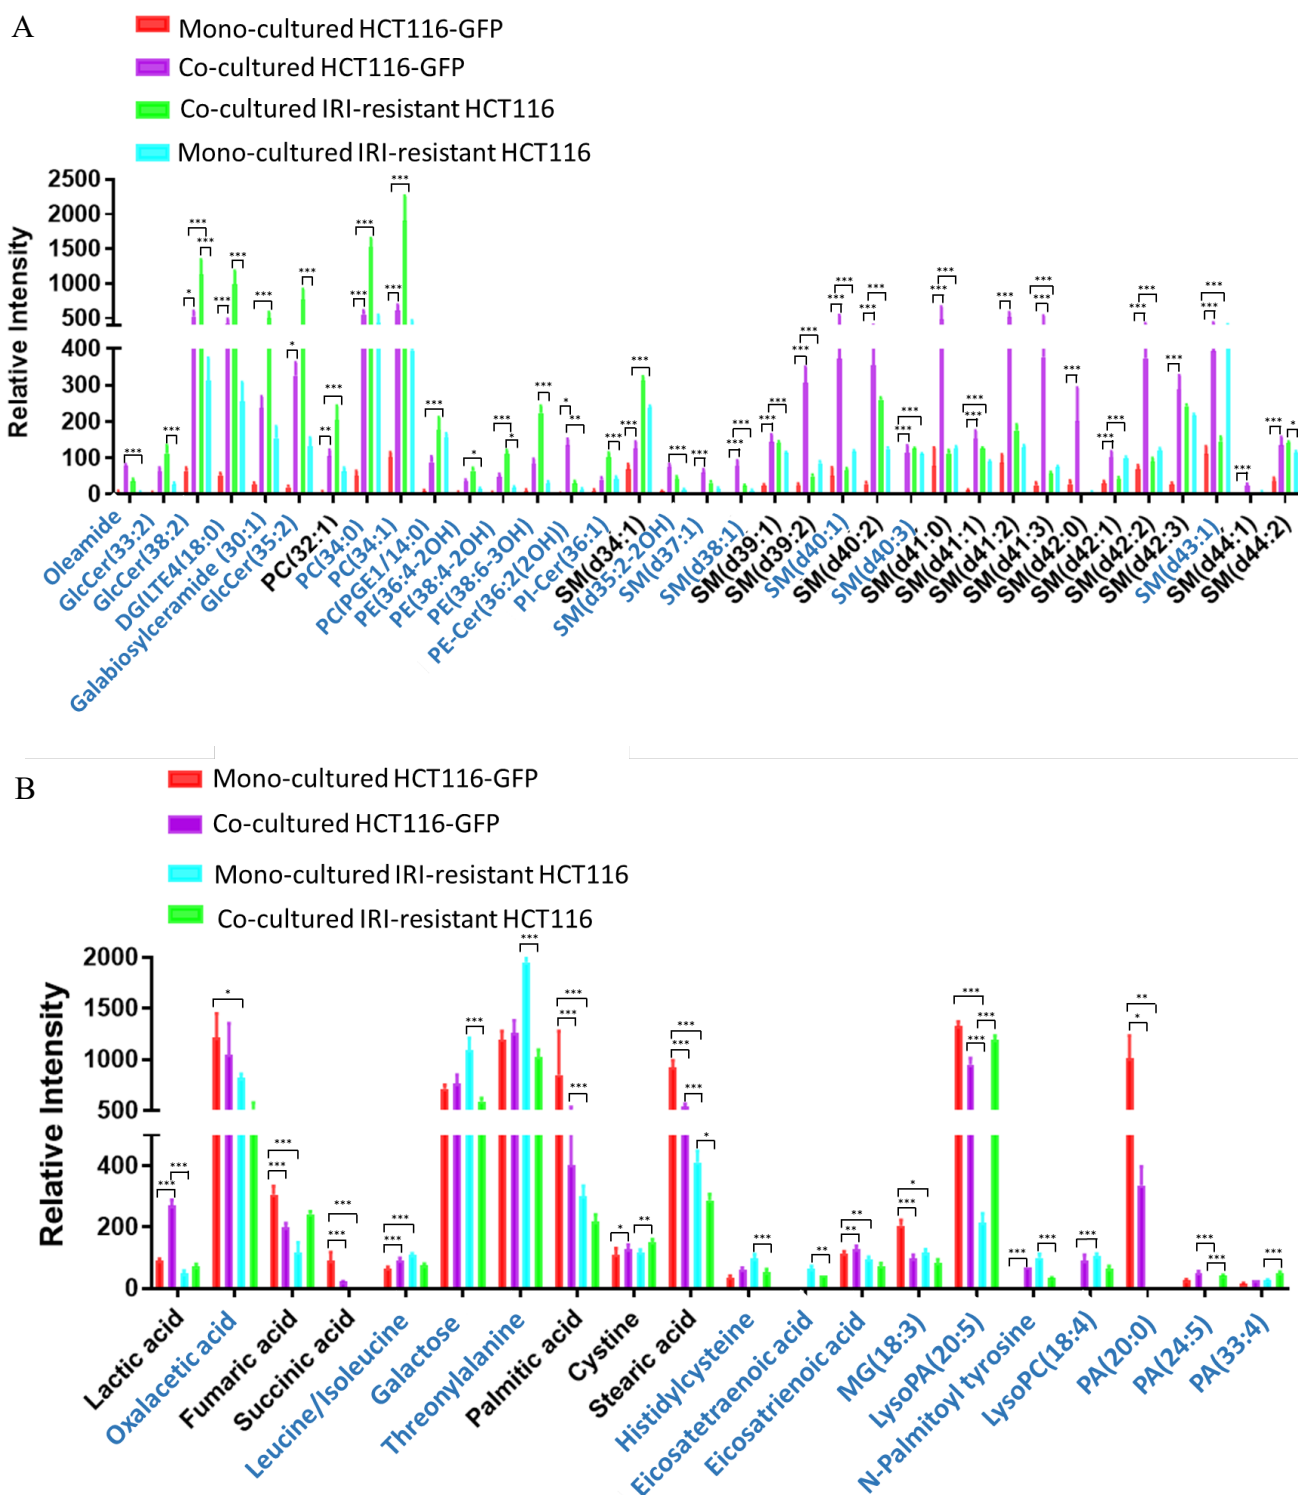 A
Mono-cultured HCT116-GFP
Co-cultured HCT116-GFP
Co-cultured IRI-resistant HCT116
Mono-cultured IRI-resistant HCT116
Relative Intensity
2500
2000
1500
1000
500
400
300
200
100
0
Oleamide
GlcCer(33:2)
GlcCer(38:2)
DG(LTE4/18:0)
Galabiosylceramide (30:1)
GlcCer(35:2)
PC(32:1)
PC(34:0)
PC(34:1)
PC(PGE1/14:0)
PE(36:4-2OH)
PE(38:4-2OH)
PE(38:6-3OH)
PE-Cer(36:2(2OH))
PI-Cer(36:1)
SM(d34:1)
SM(d35:2-2OH)
SM(d37:1)
SM(d38:1)
SM(d39:1)
SM(d39:2)
SM(d40:1)
SM(d40:2)
SM(d40:3)
SM(d41:0)
SM(d41:1)
SM(d41:2)
SM(d41:3)
SM(d42:0)
SM(d42:1)
SM(d42:2)
SM(d42:3)
SM(d43:1)
SM(d44:1)
SM(d44:2)
B
Mono-cultured HCT116-GFP
Co-cultured HCT116-GFP
Mono-cultured IRI-resistant HCT116
Co-cultured IRI-resistant HCT116
Relative Intensity
2000
1500
1000
500
400
200
0
Lactic acid
Oxalacetic acid
Fumaric acid
Succinic acid
Leucine/Isoleucine
Galactose
Threonylalanine
Palmitic acid
Cystine
Stearic acid
Histidylcysteine
Eicosatetraenoic acid
Eicosatrienoic acid
MG(18:3)
LysoPA(20:5)
N-Palmitoyl tyrosine
LysoPC(18:4)
PA(20:0)
PA(24:5)
PA(33:4)